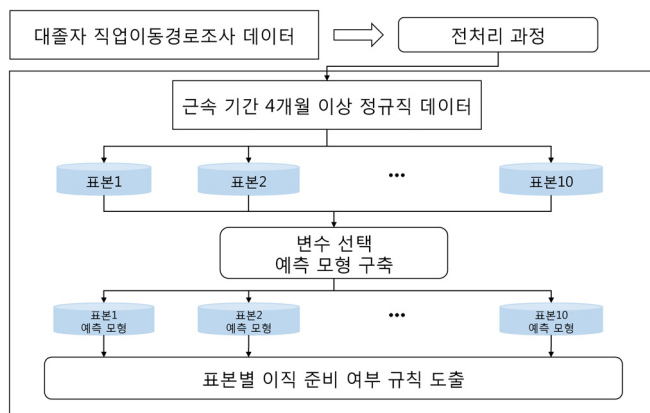 대졸자 직업이동경로조사 데이터
전처리 과정
근속 기간 4개월 이상 정규직 데이터
표본1
표본2
...
표본10
변수 선택
예측 모형 구축
표본1
예측 모형
표본2
예측 모형
...
표본10
예측 모형
표본별 이직 준비 여부 규칙 도출